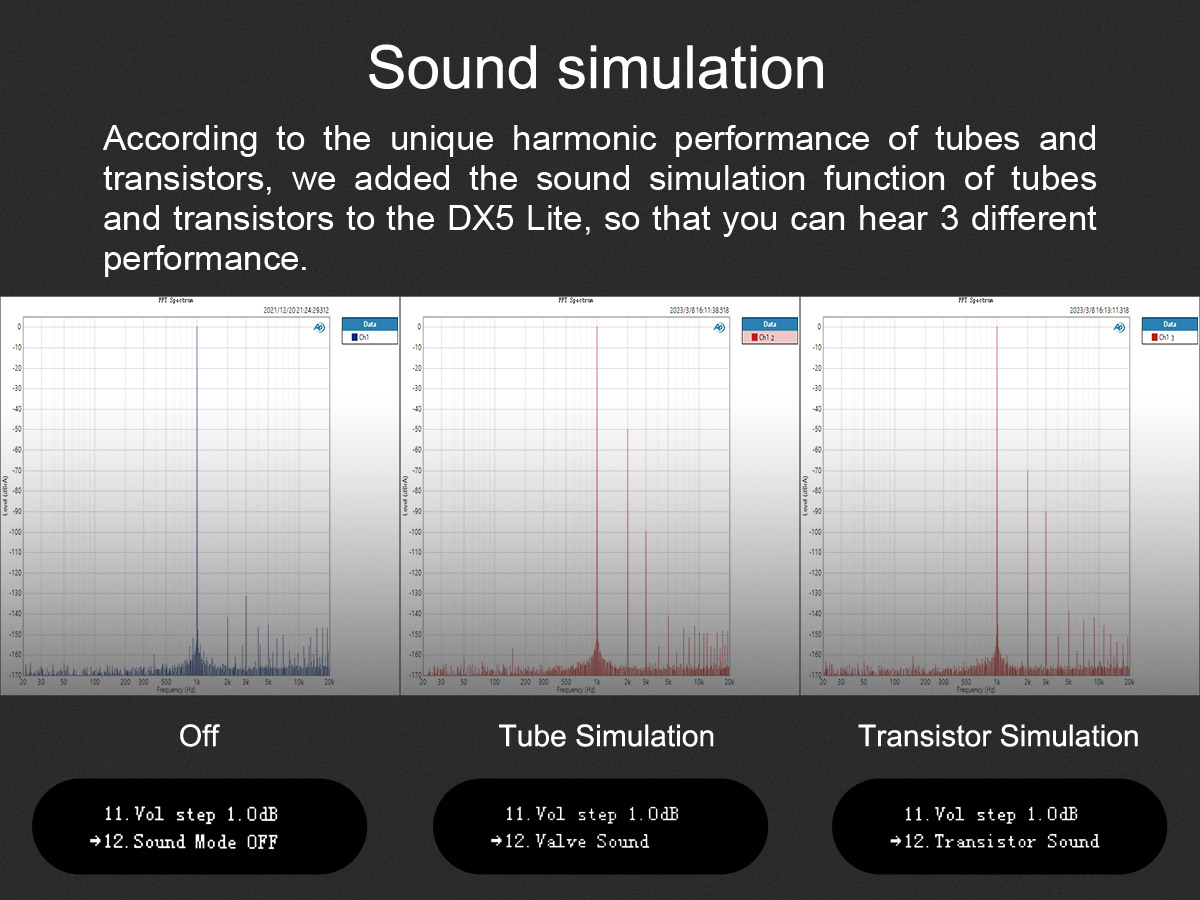 Sound simulation
According to the unique harmonic performance of tubes and
transistors, we added the sound simulation function of tubes
and transistors to the DX5 Lite, so that you can hear 3 different
performance.
FFT Spectrum
2021/12/20 21:24:29.312
Data
Ch1
AP
0
-10
-20
-30
-40
-50
-60
-70
-80
-90
-100
-110
-120
-130
-140
-150
-160
-170
Level (dBrA)
20 30 50 100 200 300 500 1k 2k 3k 5k 10k 20k
Frequency (Hz)
FFT Spectrum
2023/3/8 16:11:38.518
Data
Ch1 2
AP
0
-10
-20
-30
-40
-50
-60
-70
-80
-90
-100
-110
-120
-130
-140
-150
-160
-170
Level (dBrA)
20 30 50 100 200 300 500 1k 2k 3k 5k 10k 20k
Frequency (Hz)
FFT Spectrum
2023/3/8 16:13:11.318
Data
Ch1 3
AP
0
-10
-20
-30
-40
-50
-60
-70
-80
-90
-100
-110
-120
-130
-140
-150
-160
-170
Level (dBrA)
20 30 50 100 200 300 500 1k 2k 3k 5k 10k 20k
Frequency (Hz)
Off
Tube Simulation
Transistor Simulation
11.Vol step 1.0dB
➔12.Sound Mode OFF
11.Vol step 1.0dB
➔12.Valve Sound
11.Vol step 1.0dB
➔12.Transistor Sound